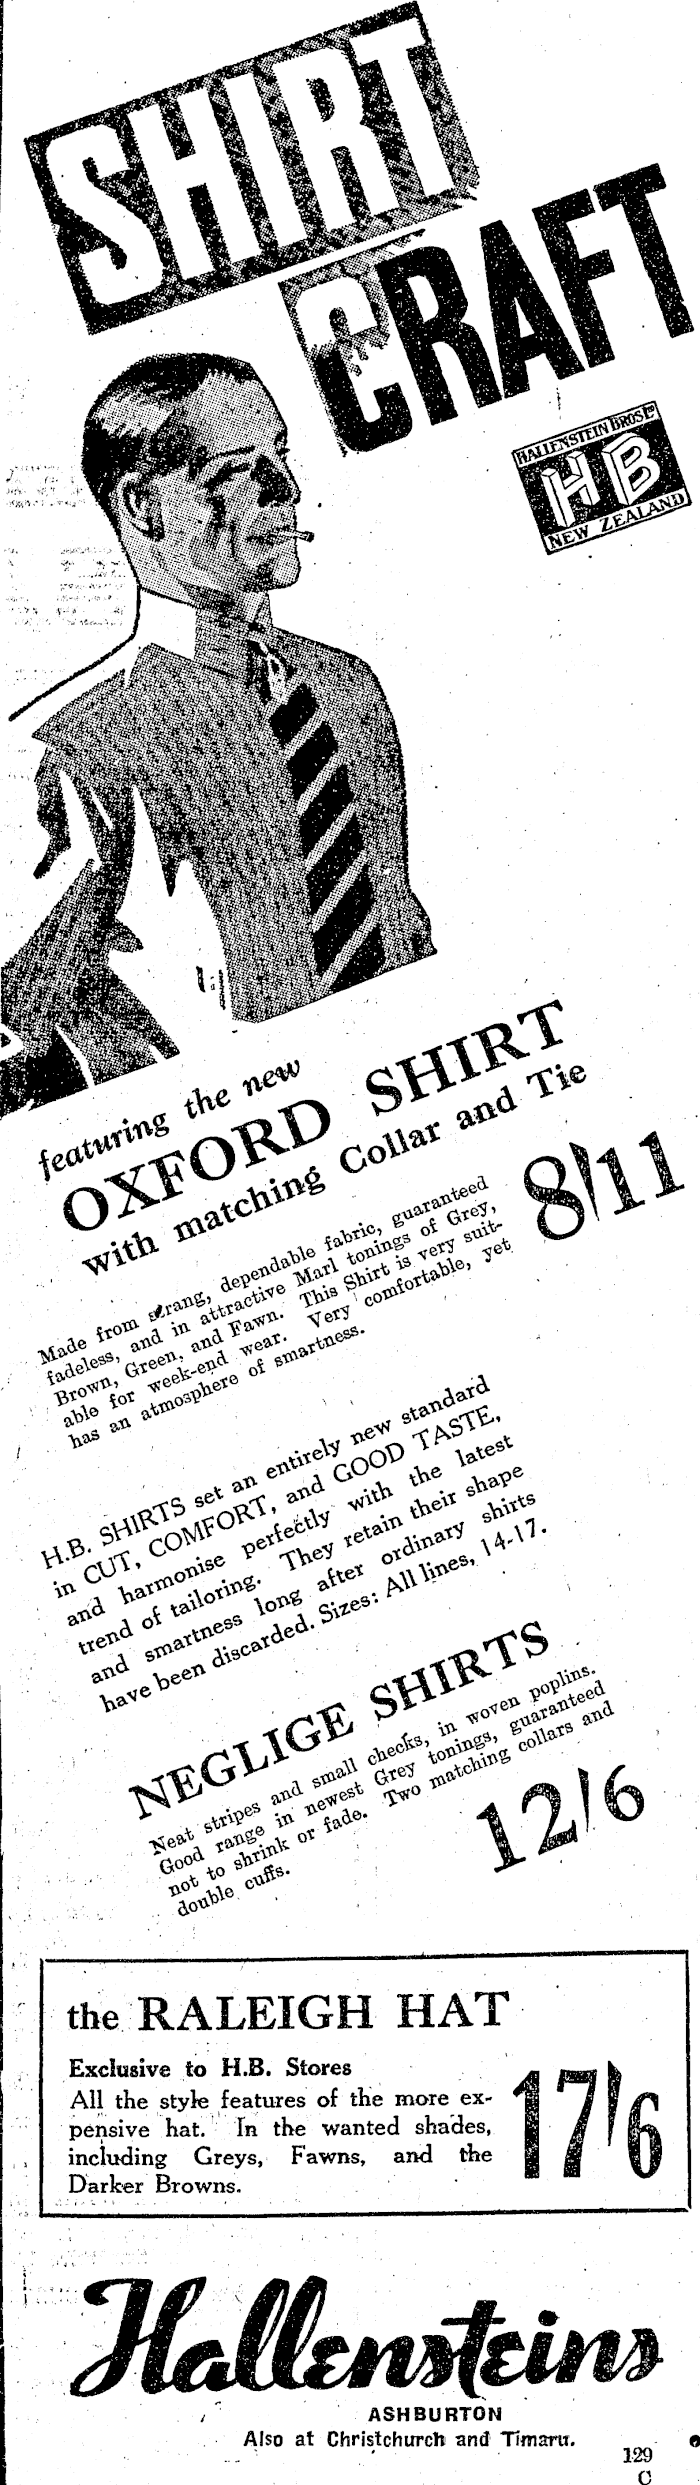 SHIRT
CRAFT
HALLENSTEIN BROS LTD
HB
NEW ZEALAND
featuring the new
OXFORD SHIRT
with matching Collar and Tie
8/11
Made from strang, dependable fabric, guaranteed
fadeless, and in attractive Marl tonings of Grey,
Brown, Green, and Fawn. This Shirt is very suit-
able for week-end wear. Very comfortable, yet
has an atmosphere of smartness.
H.B. SHIRTS set an entirely new standard
in CUT, COMFORT, and GOOD TASTE,
and harmonise perfectly with the latest
trend of tailoring. They retain their shape
and smartness long after ordinary shirts
have been discarded. Sizes: All lines, 14-17.
NEGLIGE SHIRTS
Neat stripes and small checks, in woven poplins.
Good range in newest Grey tonings, guaranteed
not to shrink or fade. Two matching collars and
double cuffs.
12/6
the RALEIGH HAT
Exclusive to H.B. Stores
All the style features of the more ex-
pensive hat. In the wanted shades,
including Greys, Fawns, and the
Darker Browns.
17/6
Hallensteins
ASHBURTON
Also at Christchurch and Timaru.
129
C